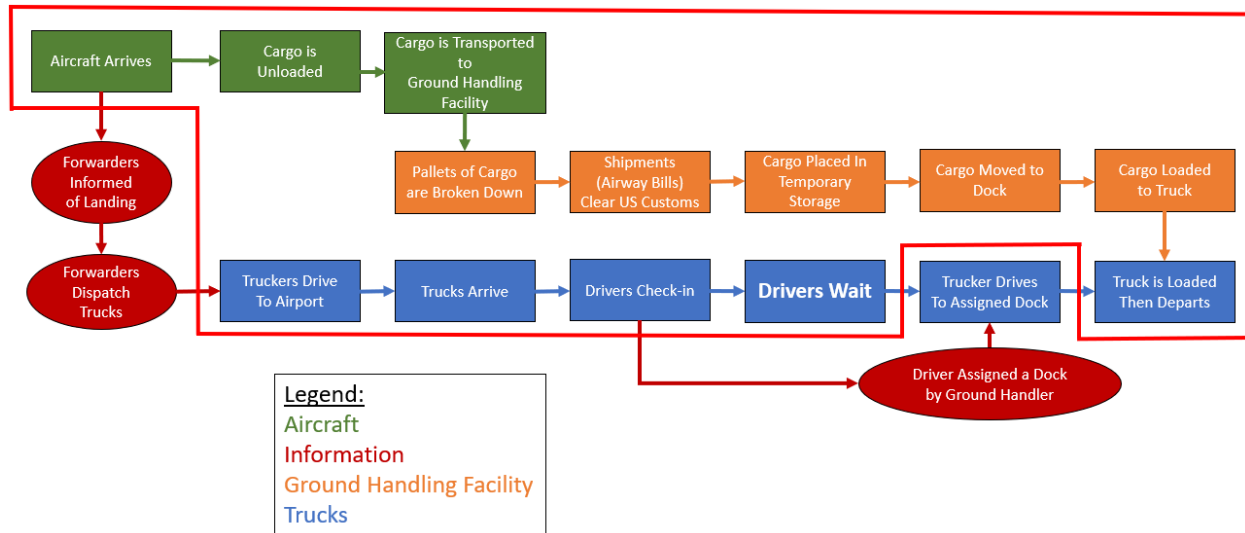 Aircraft Arrives
Cargo is
Unloaded
Cargo is Transported
to
Ground Handling
Facility
Forwarders
Informed
of Landing
Pallets of Cargo
are Broken Down
Shipments
(Airway Bills)
Clear US Customs
Cargo Placed In
Temporary
Storage
Cargo Moved to
Dock
Cargo Loaded
to Truck
Forwarders
Dispatch
Trucks
Truckers Drive
To Airport
Trucks Arrive
Drivers Check-in
Drivers Wait
Trucker Drives
To Assigned Dock
Truck is Loaded
Then Departs
Driver Assigned a Dock
by Ground Handler
Legend:
Aircraft
Information
Ground Handling Facility
Trucks